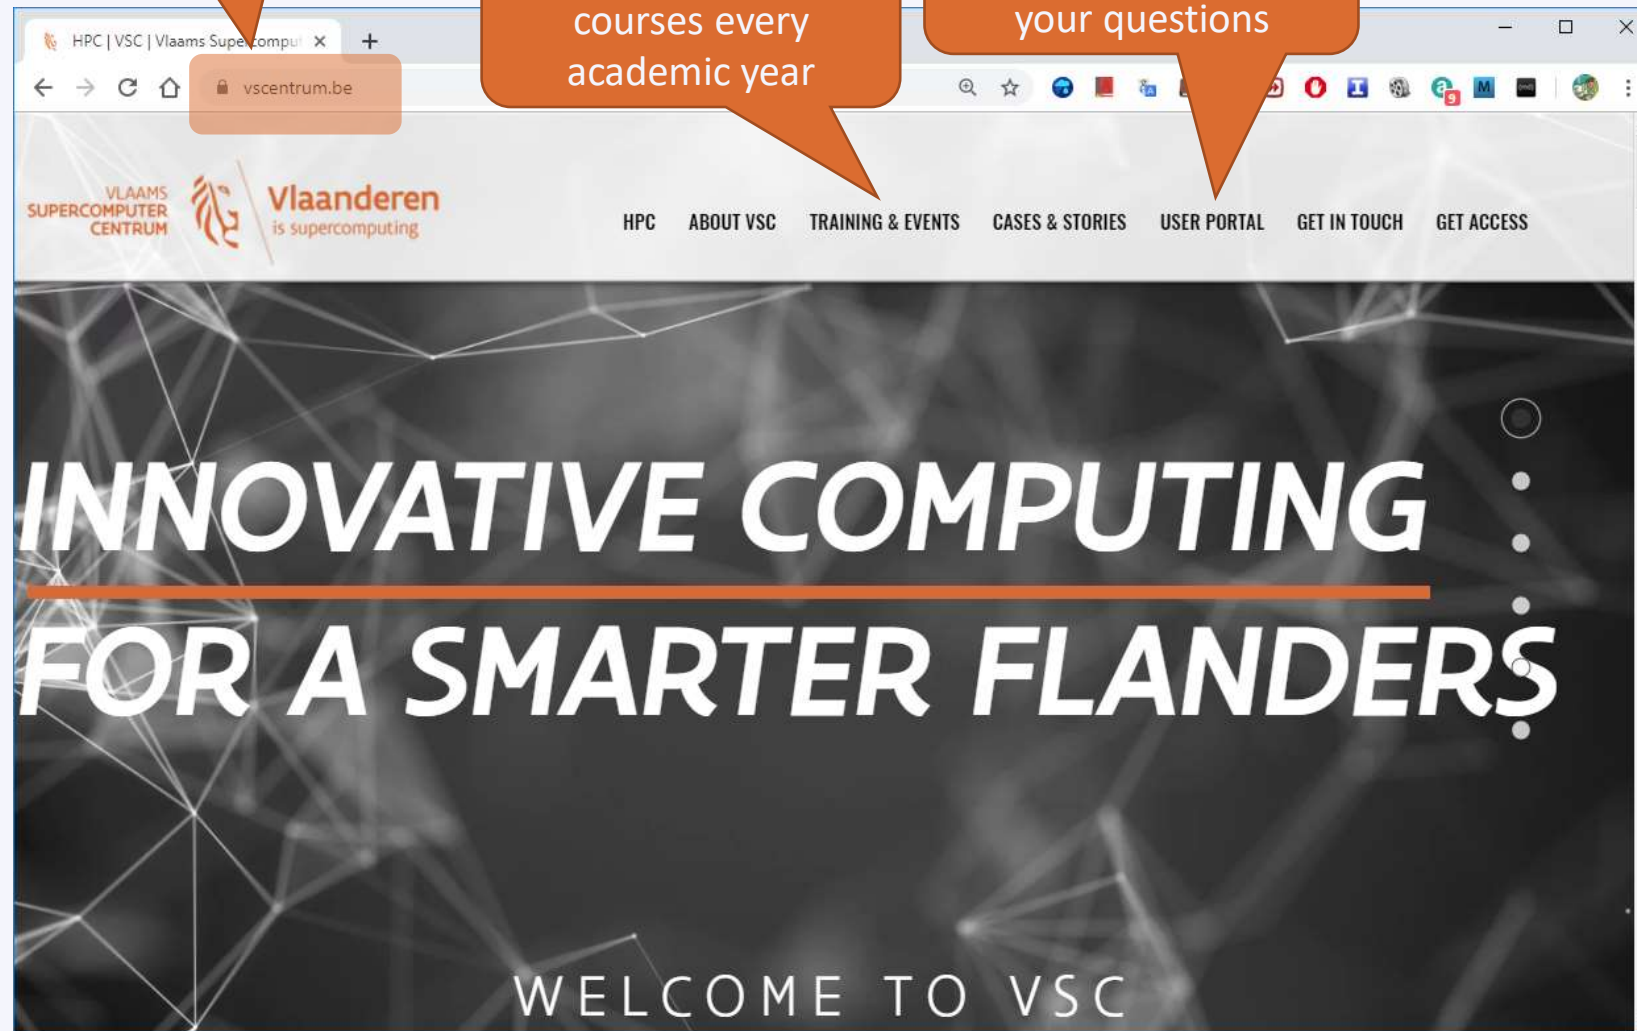 courses every
academic year
your questions
HPC | VSC | Vlaams Supercomput
vscentrum.be
9
VLAAMS
SUPERCOMPUTER
CENTRUM
Vlaanderen
is supercomputing
HPC ABOUT VSC TRAINING & EVENTS CASES & STORIES USER PORTAL GET IN TOUCH GET ACCESS
INNOVATIVE COMPUTING
FOR A SMARTER FLANDERS
WELCOME TO VSC